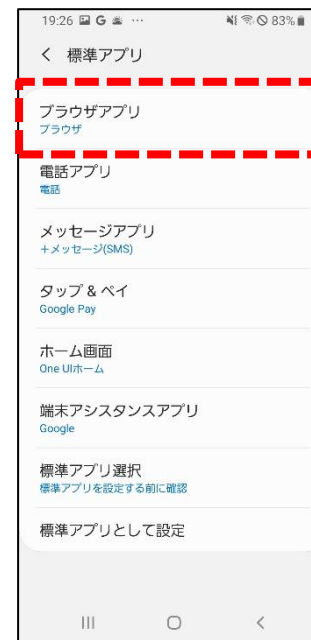 19:26 G … 83%
標準アプリ
ブラウザアプリ
ブラウザ
電話アプリ
電話
メッセージアプリ
+メッセージ(SMS)
タップ & ペイ
Google Pay
ホーム画面
One UIホーム
端末アシスタンスアプリ
Google
標準アプリ選択
標準アプリを設定する前に確認
標準アプリとして設定